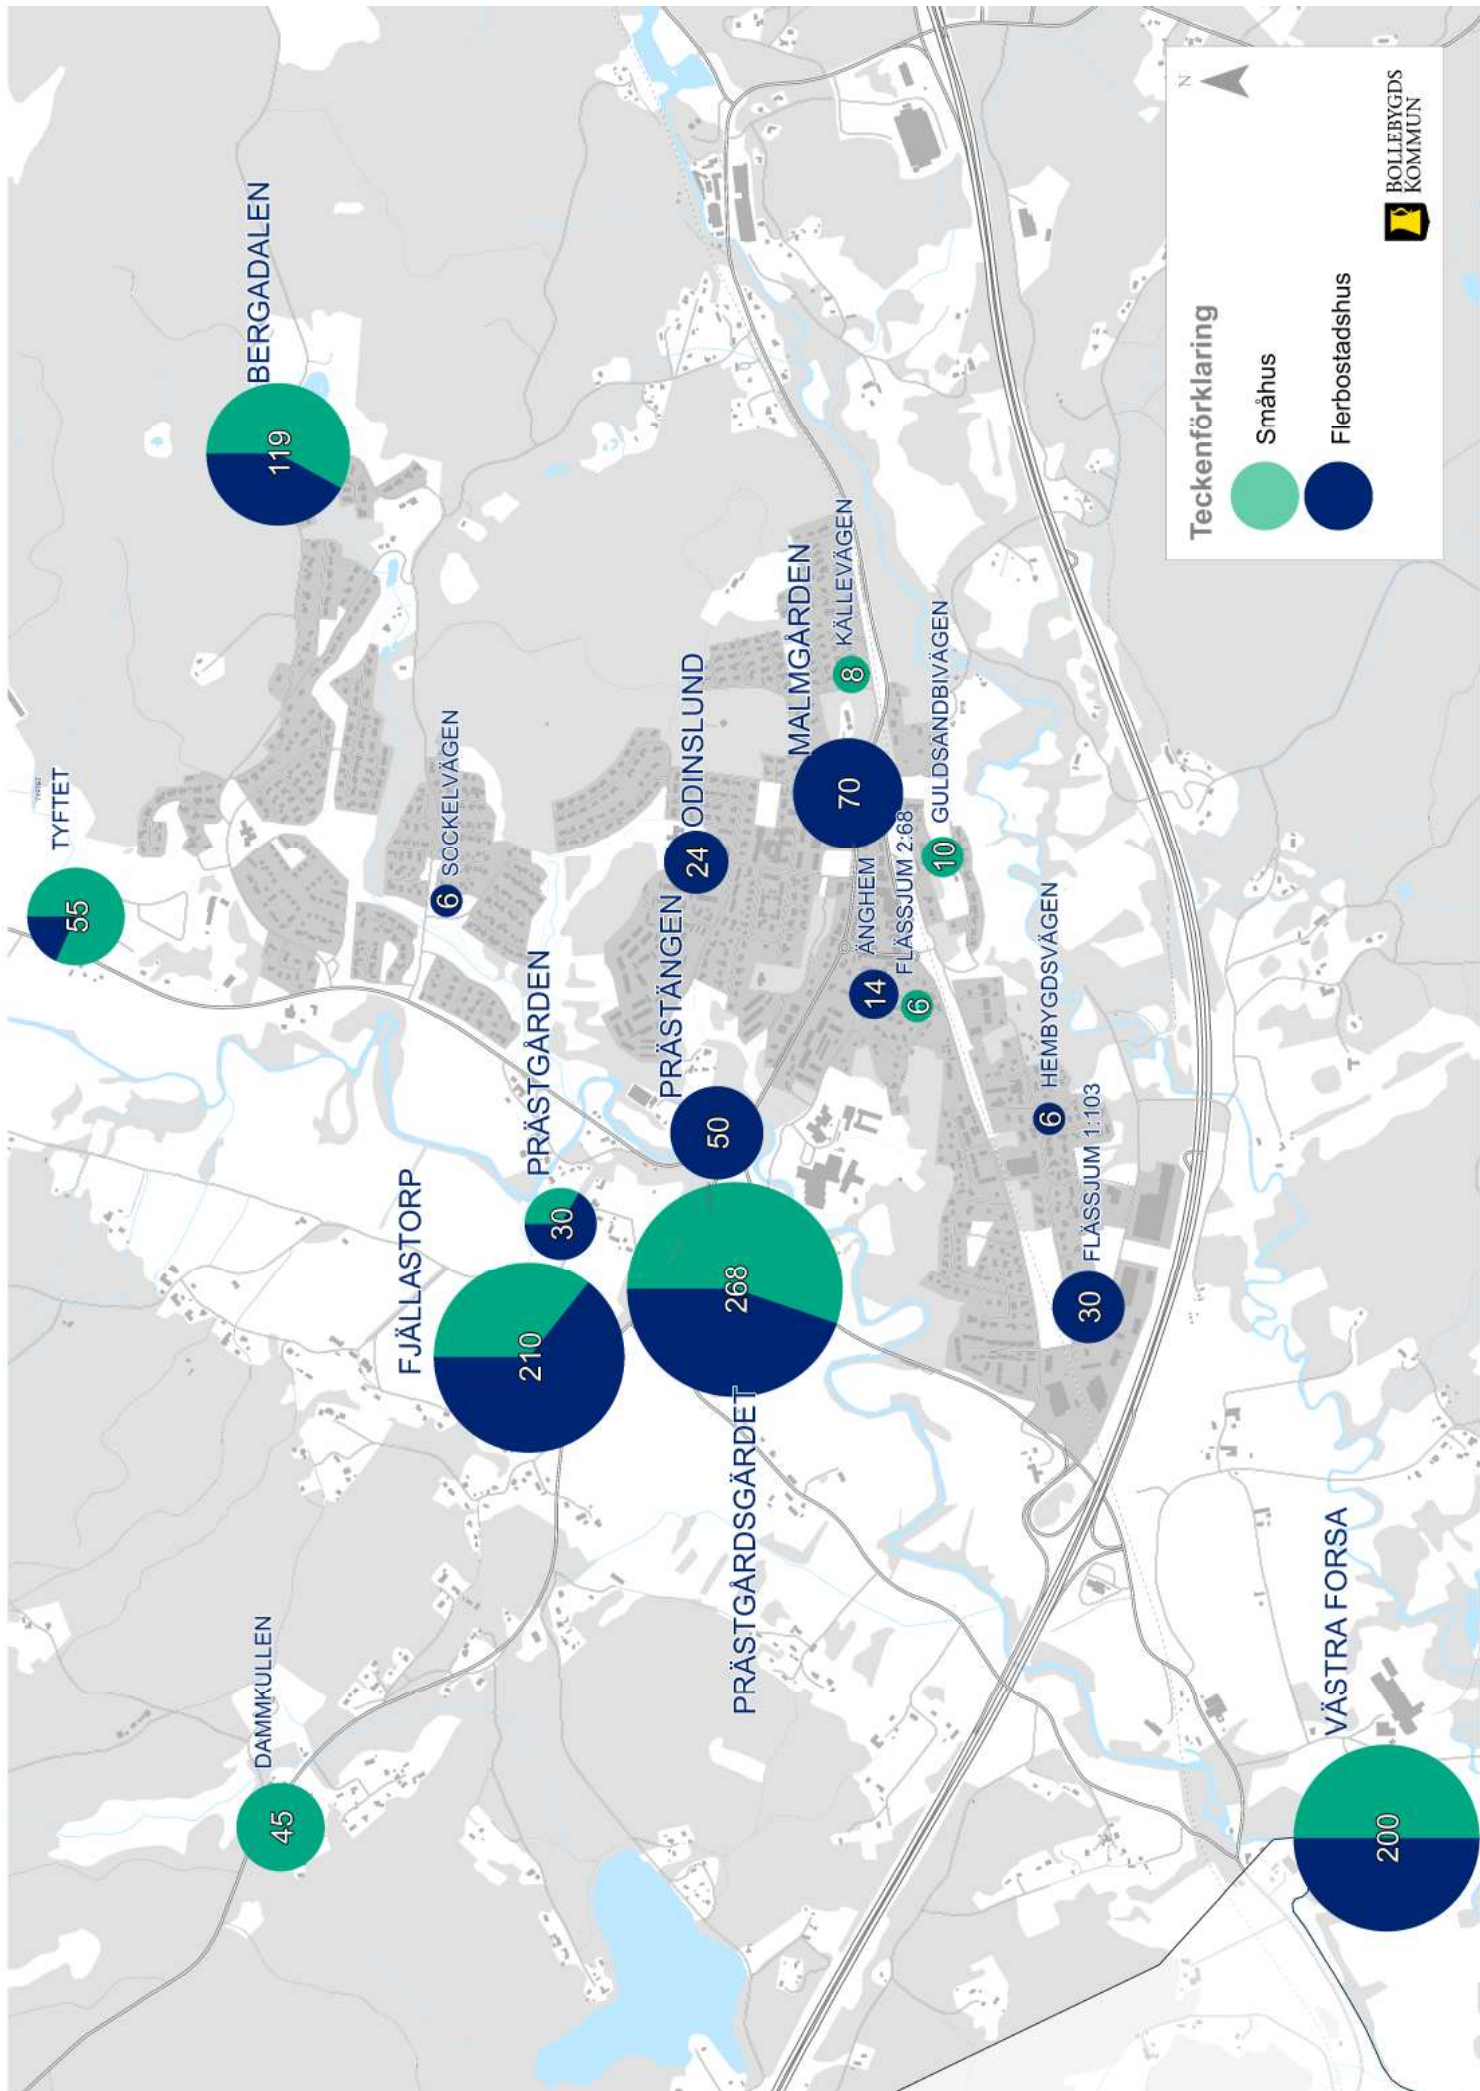 TYFTET
55
BERGADALEN
119
SOCKELVÄGEN
6
DAMMKULLEN
45
FJÄLLASTORP
210
PRÄSTGÅRDEN
30
PRÄSTÄNGEN
50
ODINSLUND
24
PRÄSTGÅRDSGÄRDET
268
MALMGÅRDEN
70
KÄLLEVÄGEN
8
ÄNGHEM
14
FLÄSSJUM 2:68
6
GULDSANDBIVÄGEN
10
HEMBYGDSVÄGEN
6
FLÄSSJUM 1:103
30
VÄSTRA FORSA
200
Teckenförklaring
Småhus
Flerbostadshus
N
BOLLEBYGDS
KOMMUN